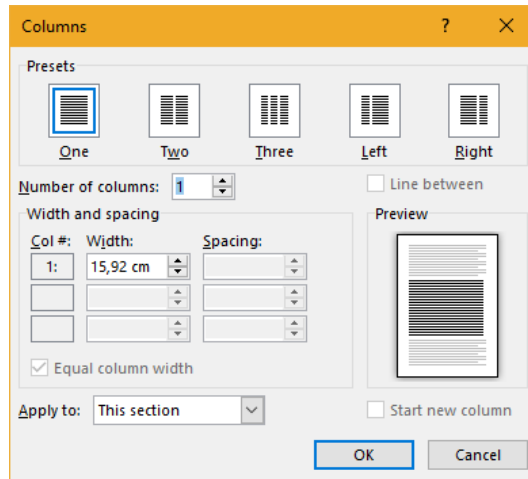 Columns ?
Presets
One Two Three Left Right
Number of columns: 1 Line between
Width and spacing Preview
Col #: Width: Spacing:
1: 15,92 cm
Equal column width
Apply to: This section Start new column
OK Cancel